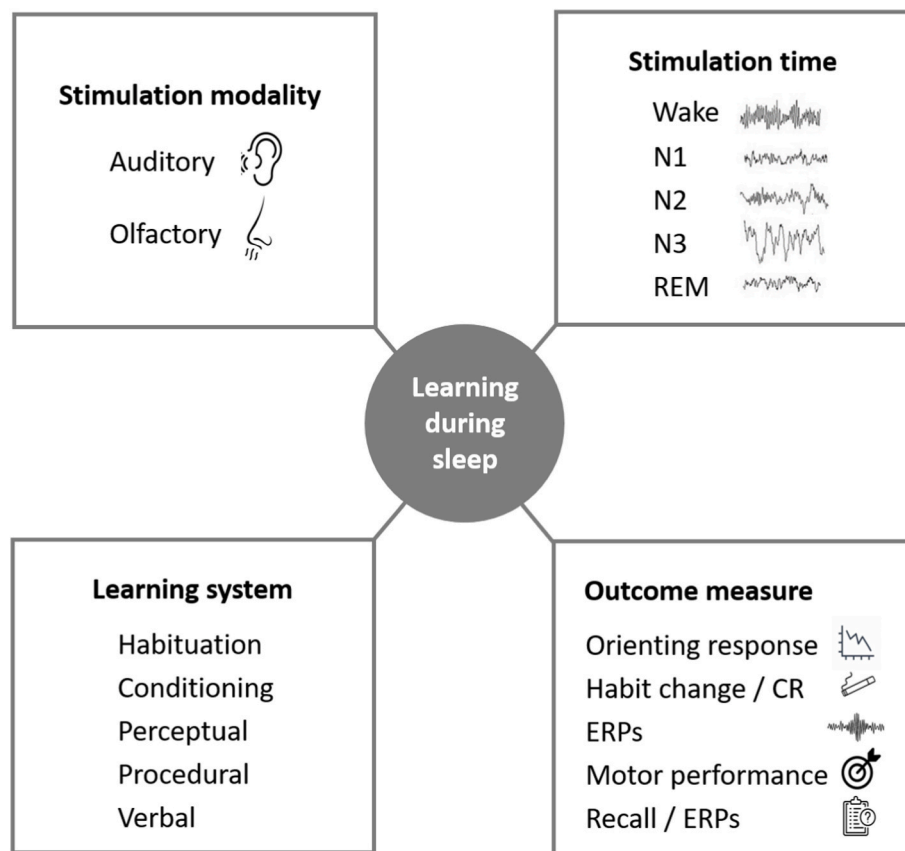 Stimulation modality
Auditory
Olfactory
Stimulation time
Wake
N1
N2
N3
REM
Learning
during
sleep
Learning system
Habituation
Conditioning
Perceptual
Procedural
Verbal
Outcome measure
Orienting response
Habit change / CR
ERPs
Motor performance
Recall / ERPs
?